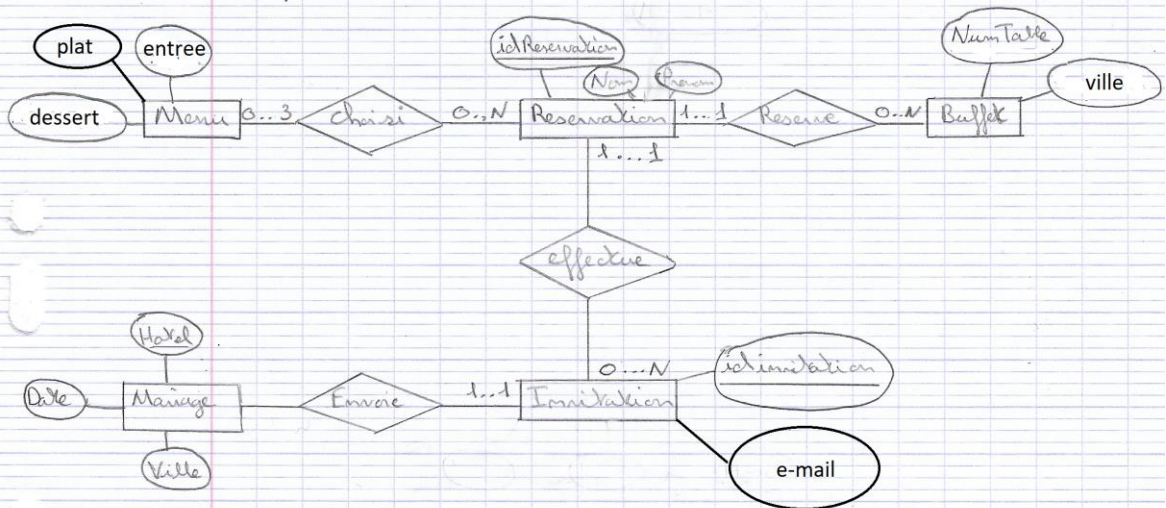 plat
entree
dessert
Menu
0..3
Choisi
0..N
idReservation
Nom
Prenom
Reservation
1..1
Reserve
0..N
NumTable
ville
Buffet
1...1
effectue
0...N
Hotel
Date
Mariage
Ville
Envoie
1..1
Invitation
idinvitation
e-mail